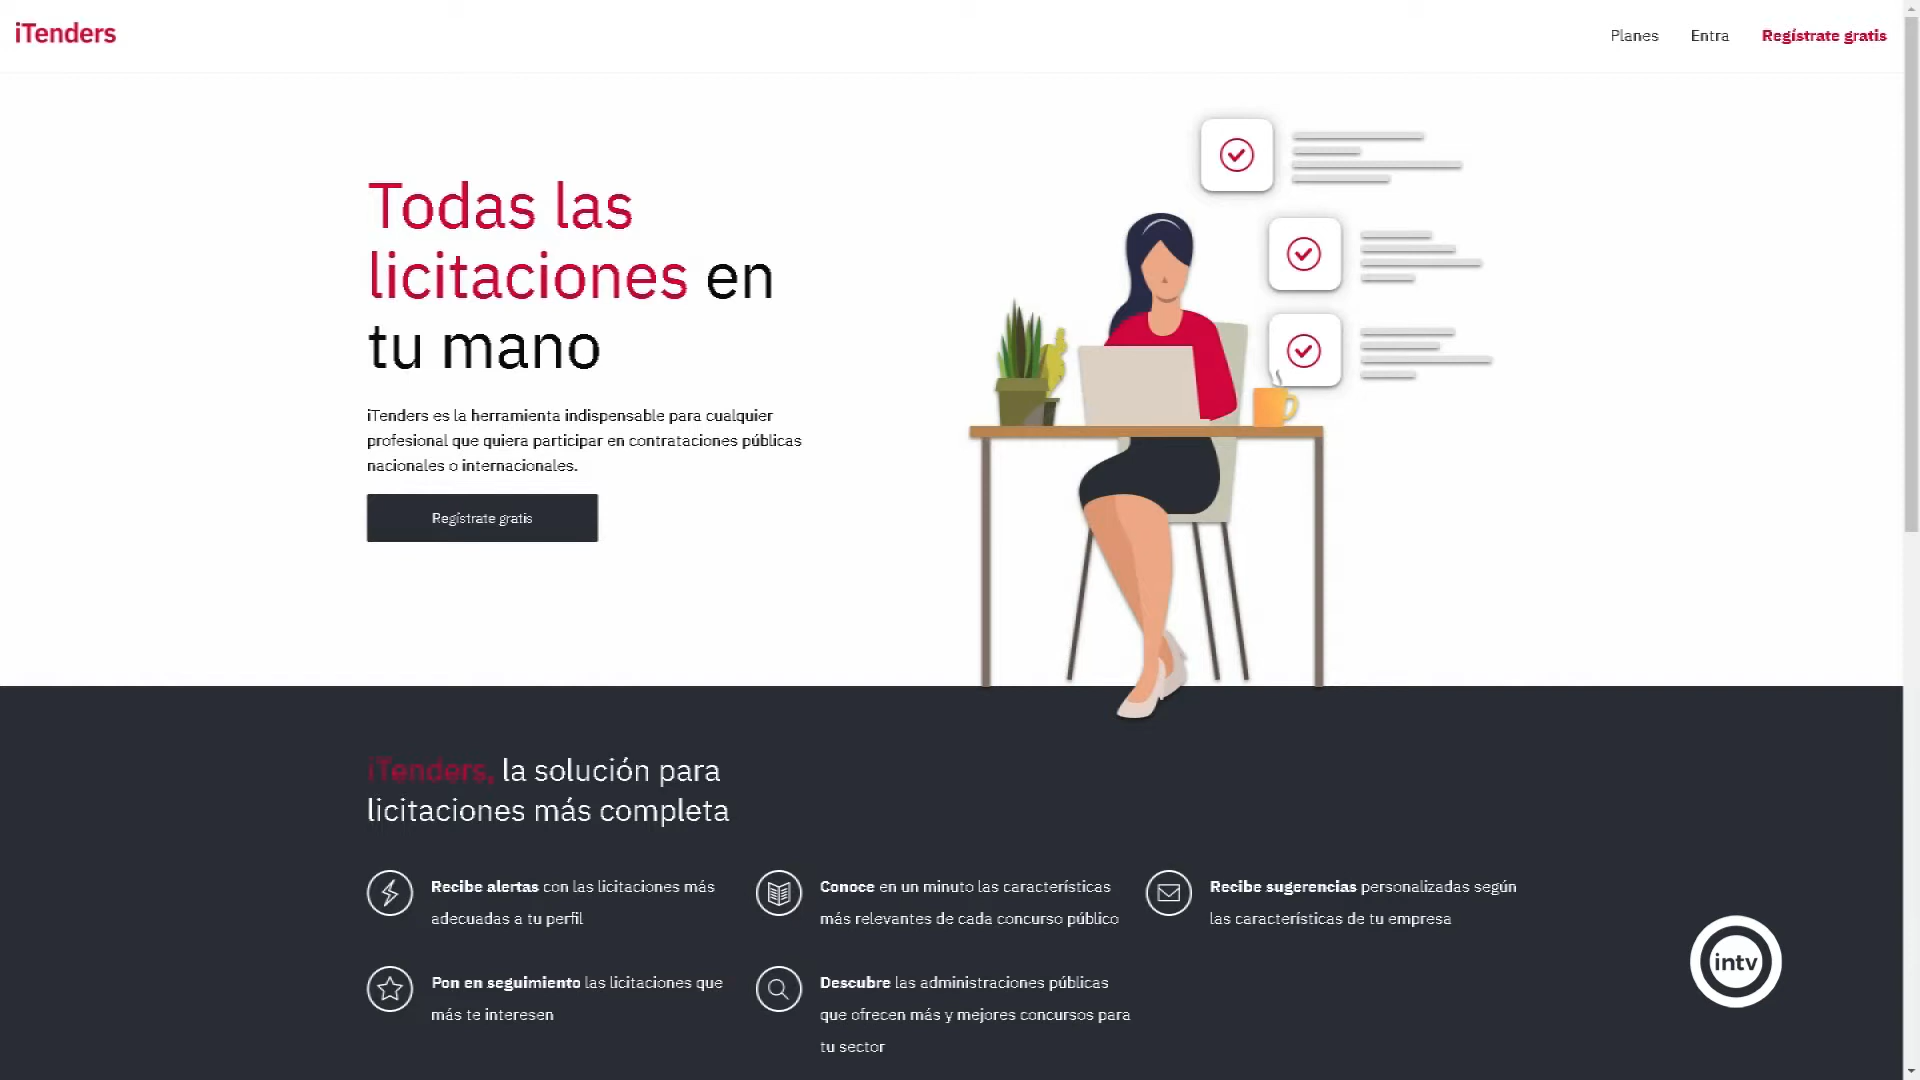 iTenders
Planes
Entra
Regístrate gratis
Todas las
licitaciones en
tu mano
iTenders es la herramienta indispensable para cualquier
profesional que quiera participar en contrataciones públicas
nacionales o internacionales.
Regístrate gratis
iTenders, la solución para
licitaciones más completa
Recibe alertas con las licitaciones más
adecuadas a tu perfil
Conoce en un minuto las características
más relevantes de cada concurso público
Recibe sugerencias personalizadas según
las características de tu empresa
Pon en seguimiento las licitaciones que
más te interesen
Descubre las administraciones públicas
que ofrecen más y mejores concursos para
tu sector
intv